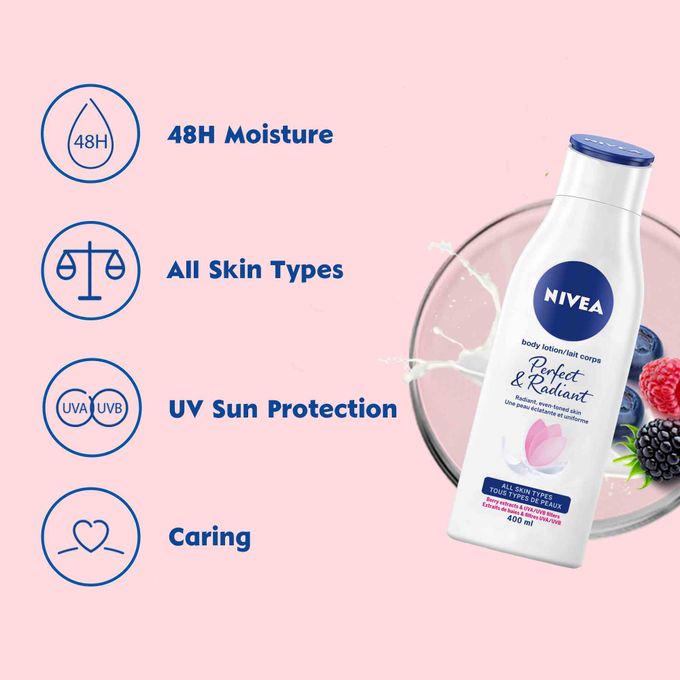 48H
48H Moisture
All Skin Types
UVA UVB
UV Sun Protection
Caring
NIVEA
NIVEA
body lotion/lait corps
Perfect
& Radiant
Radiant, even-toned skin
Une peau éclatante et uniforme
ALL SKIN TYPES
TOUS TYPES DE PEAUX
Berry extracts & UVA/UVB filters
Extraits de baies & filtres UVA/UVB
400 ml